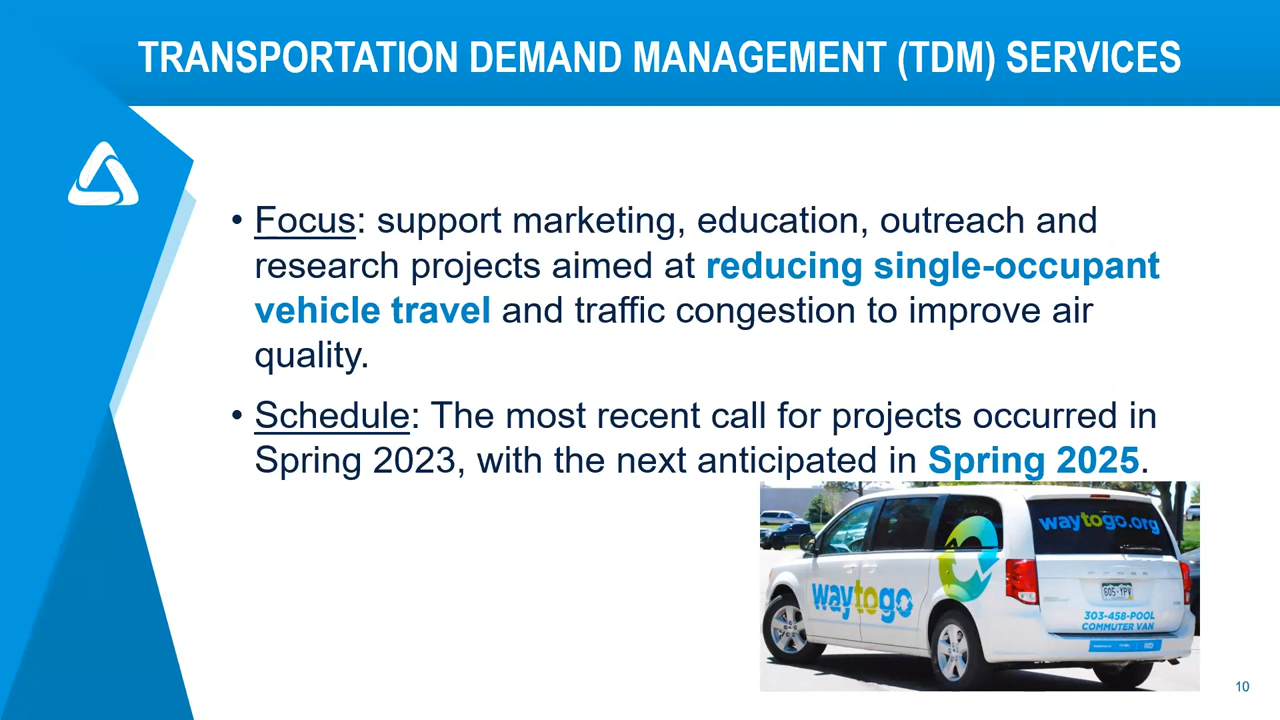 TRANSPORTATION DEMAND MANAGEMENT (TDM) SERVICES
• Focus: support marketing, education, outreach and
research projects aimed at reducing single-occupant
vehicle travel and traffic congestion to improve air
quality.
• Schedule: The most recent call for projects occurred in
Spring 2023, with the next anticipated in Spring 2025.
waytogo.org
waytogo
DODGE
605-YPV
303-458-POOL
COMMUTER VAN
10